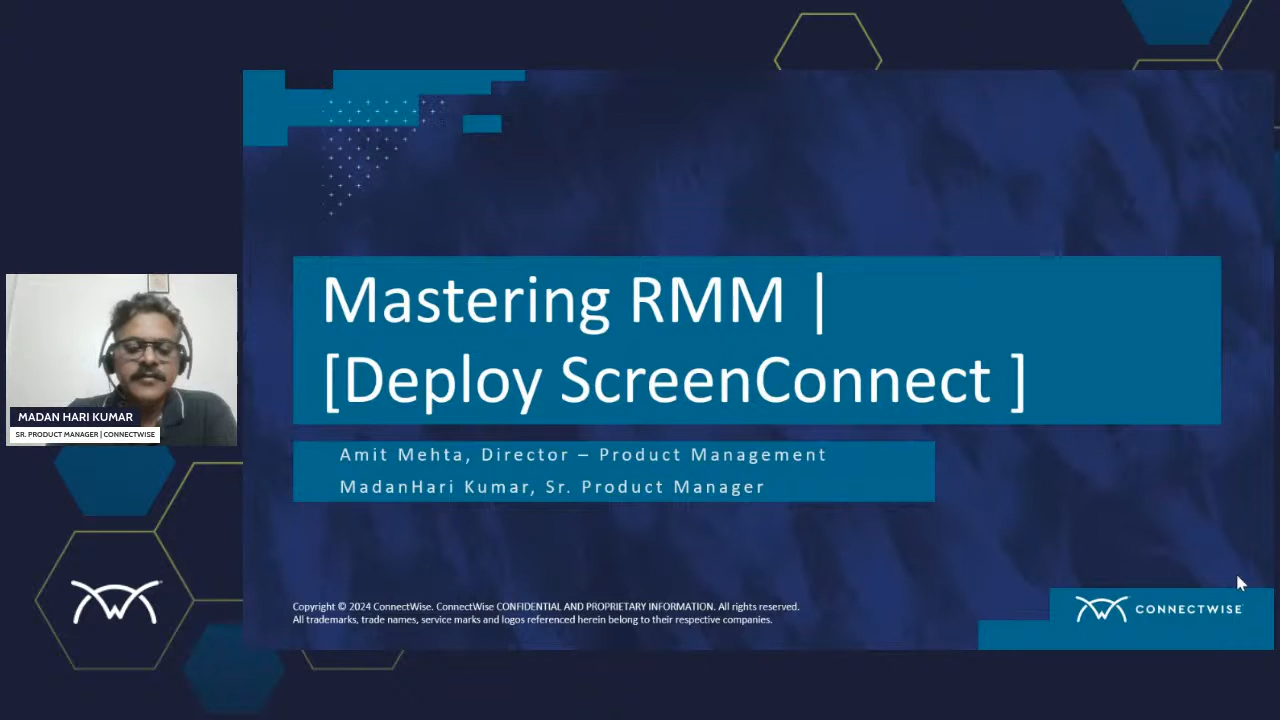 Mastering RMM |
[Deploy ScreenConnect ]
MADAN HARI KUMAR
SR. PRODUCT MANAGER | CONNECTWISE
Amit Mehta, Director – Product Management
MadanHari Kumar, Sr. Product Manager
Copyright © 2024 ConnectWise. ConnectWise CONFIDENTIAL AND PROPRIETARY INFORMATION. All rights reserved.
All trademarks, trade names, service marks and logos referenced herein belong to their respective companies.
CONNECTWISE